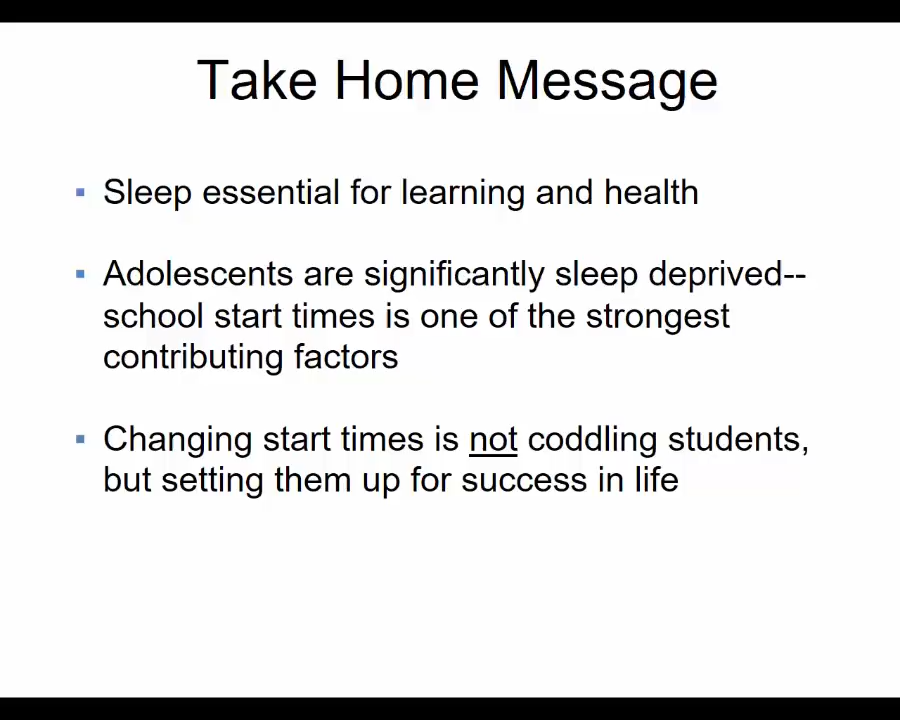 Take Home Message
▪ Sleep essential for learning and health
▪ Adolescents are significantly sleep deprived--
school start times is one of the strongest
contributing factors
▪ Changing start times is not coddling students,
but setting them up for success in life